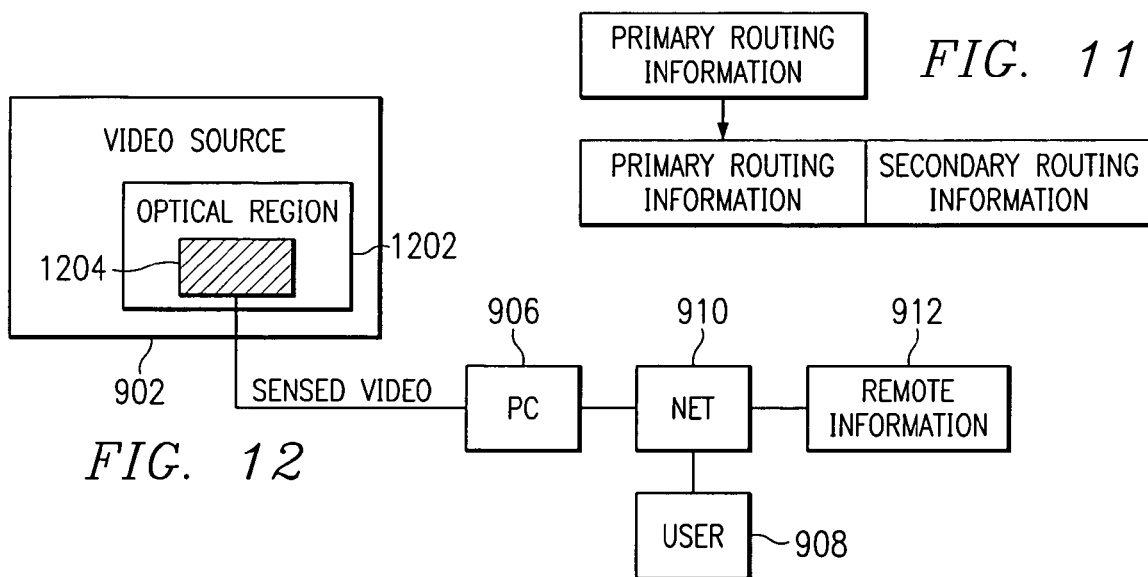 PRIMARY ROUTING
INFORMATION
FIG. 11
PRIMARY ROUTING
INFORMATION
SECONDARY ROUTING
INFORMATION
VIDEO SOURCE
OPTICAL REGION
1204
1202
902
SENSED VIDEO
906
PC
910
NET
912
REMOTE
INFORMATION
USER
908
FIG. 12